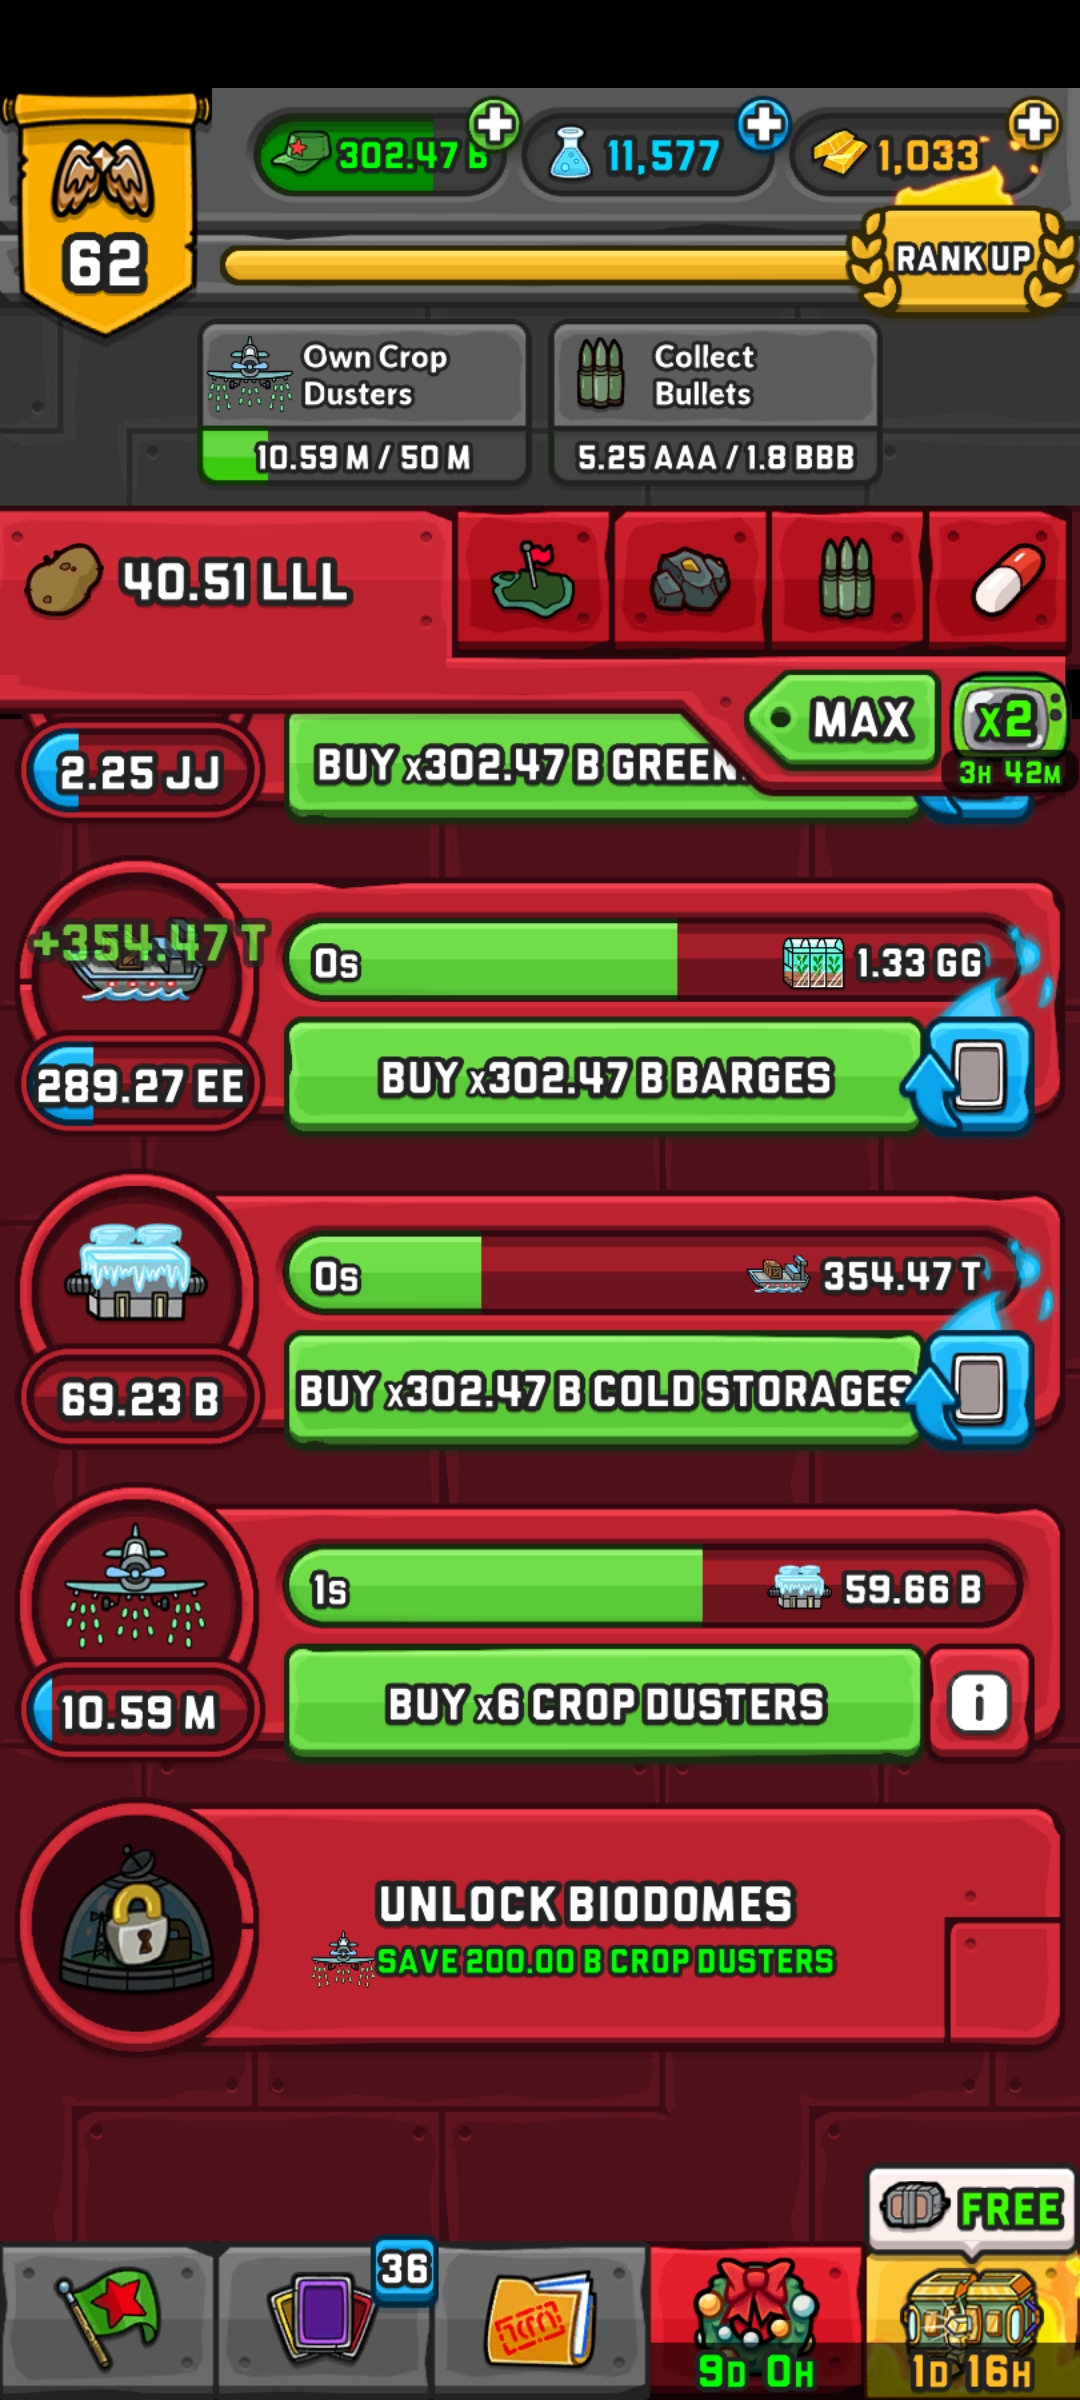 302.47 B
11,577
1,033
62
RANK UP
Own Crop
Dusters
10.59 M / 50 M
Collect
Bullets
5.25 AAA / 1.8 BBB
40.51 LLL
MAX
x2
3H 42M
2.25 JJ
BUY x302.47 B GREEN
+354.47 T
0s
1.33 GG
289.27 EE
BUY x302.47 B BARGES
0s
354.47 T
69.23 B
BUY x302.47 B COLD STORAGES
1s
59.66 B
10.59 M
BUY x6 CROP DUSTERS
i
UNLOCK BIODOMES
SAVE 200.00 B CROP DUSTERS
FREE
36
9D 0H
1D 16H